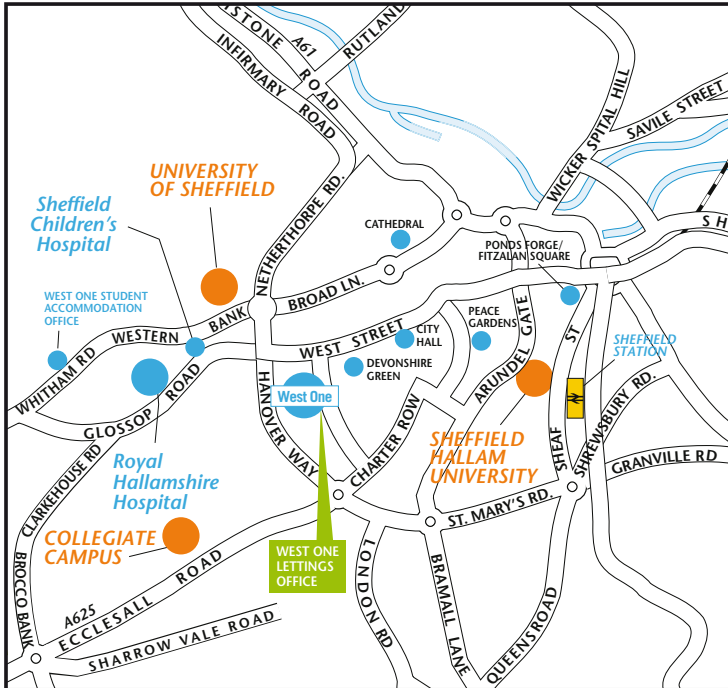 YSTONE ROAD
A61
RUTLAND
INFIRMARY ROAD
WICKER SPITAL HILL
SAVILE STREET
UNIVERSITY
OF SHEFFIELD
Sheffield
Children's
Hospital
NETHERTHORPE RD.
CATHEDRAL
S H
PONDS FORGE/
FITZALAN SQUARE
WEST ONE STUDENT
ACCOMMODATION
OFFICE
WESTERN BANK
BROAD LN.
WHITHAM RD
WEST STREET
CITY
HALL
PEACE
GARDENS
ARUNDEL GATE
SHEAF ST
SHEFFIELD
STATION
DEVONSHIRE
GREEN
West One
HANOVER WAY
GLOSSOP ROAD
CHARTER ROW
SHEFFIELD
HALLAM
UNIVERSITY
SHREWSBURY RD.
GRANVILLE RD
CLARKEHOUSE RD
Royal
Hallamshire
Hospital
ST. MARY'S RD.
COLLEGIATE
CAMPUS
WEST ONE
LETTINGS
OFFICE
BROCCO BANK
A625
ECCLESALL ROAD
LONDON RD
BRAMALL LANE
QUEENSROAD
SHARROW VALE ROAD